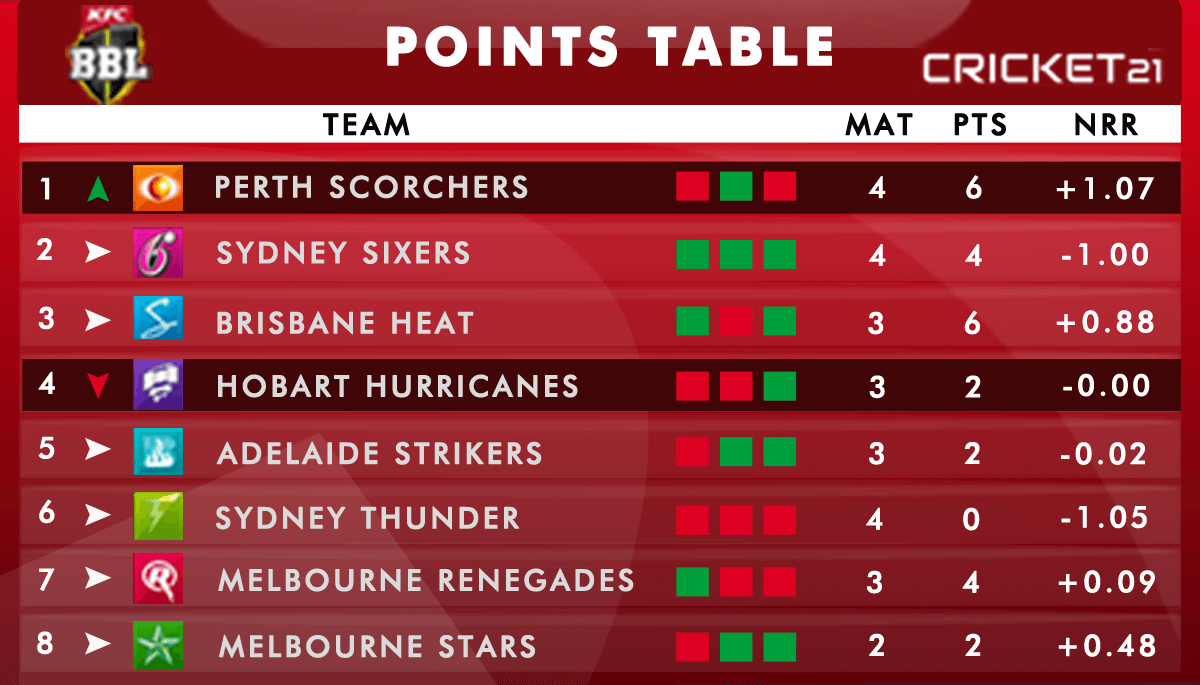 KFC
BBL
POINTS TABLE
CRICKET21
TEAM MAT PTS NRR
1 PERTH SCORCHERS 4 6 +1.07
2 6 SYDNEY SIXERS 4 4 -1.00
3 S BRISBANE HEAT 3 6 +0.88
4 HOBART HURRICANES 3 2 -0.00
5 ADELAIDE STRIKERS 3 2 -0.02
6 SYDNEY THUNDER 4 0 -1.05
7 R MELBOURNE RENEGADES 3 4 +0.09
8 MELBOURNE STARS 2 2 +0.48